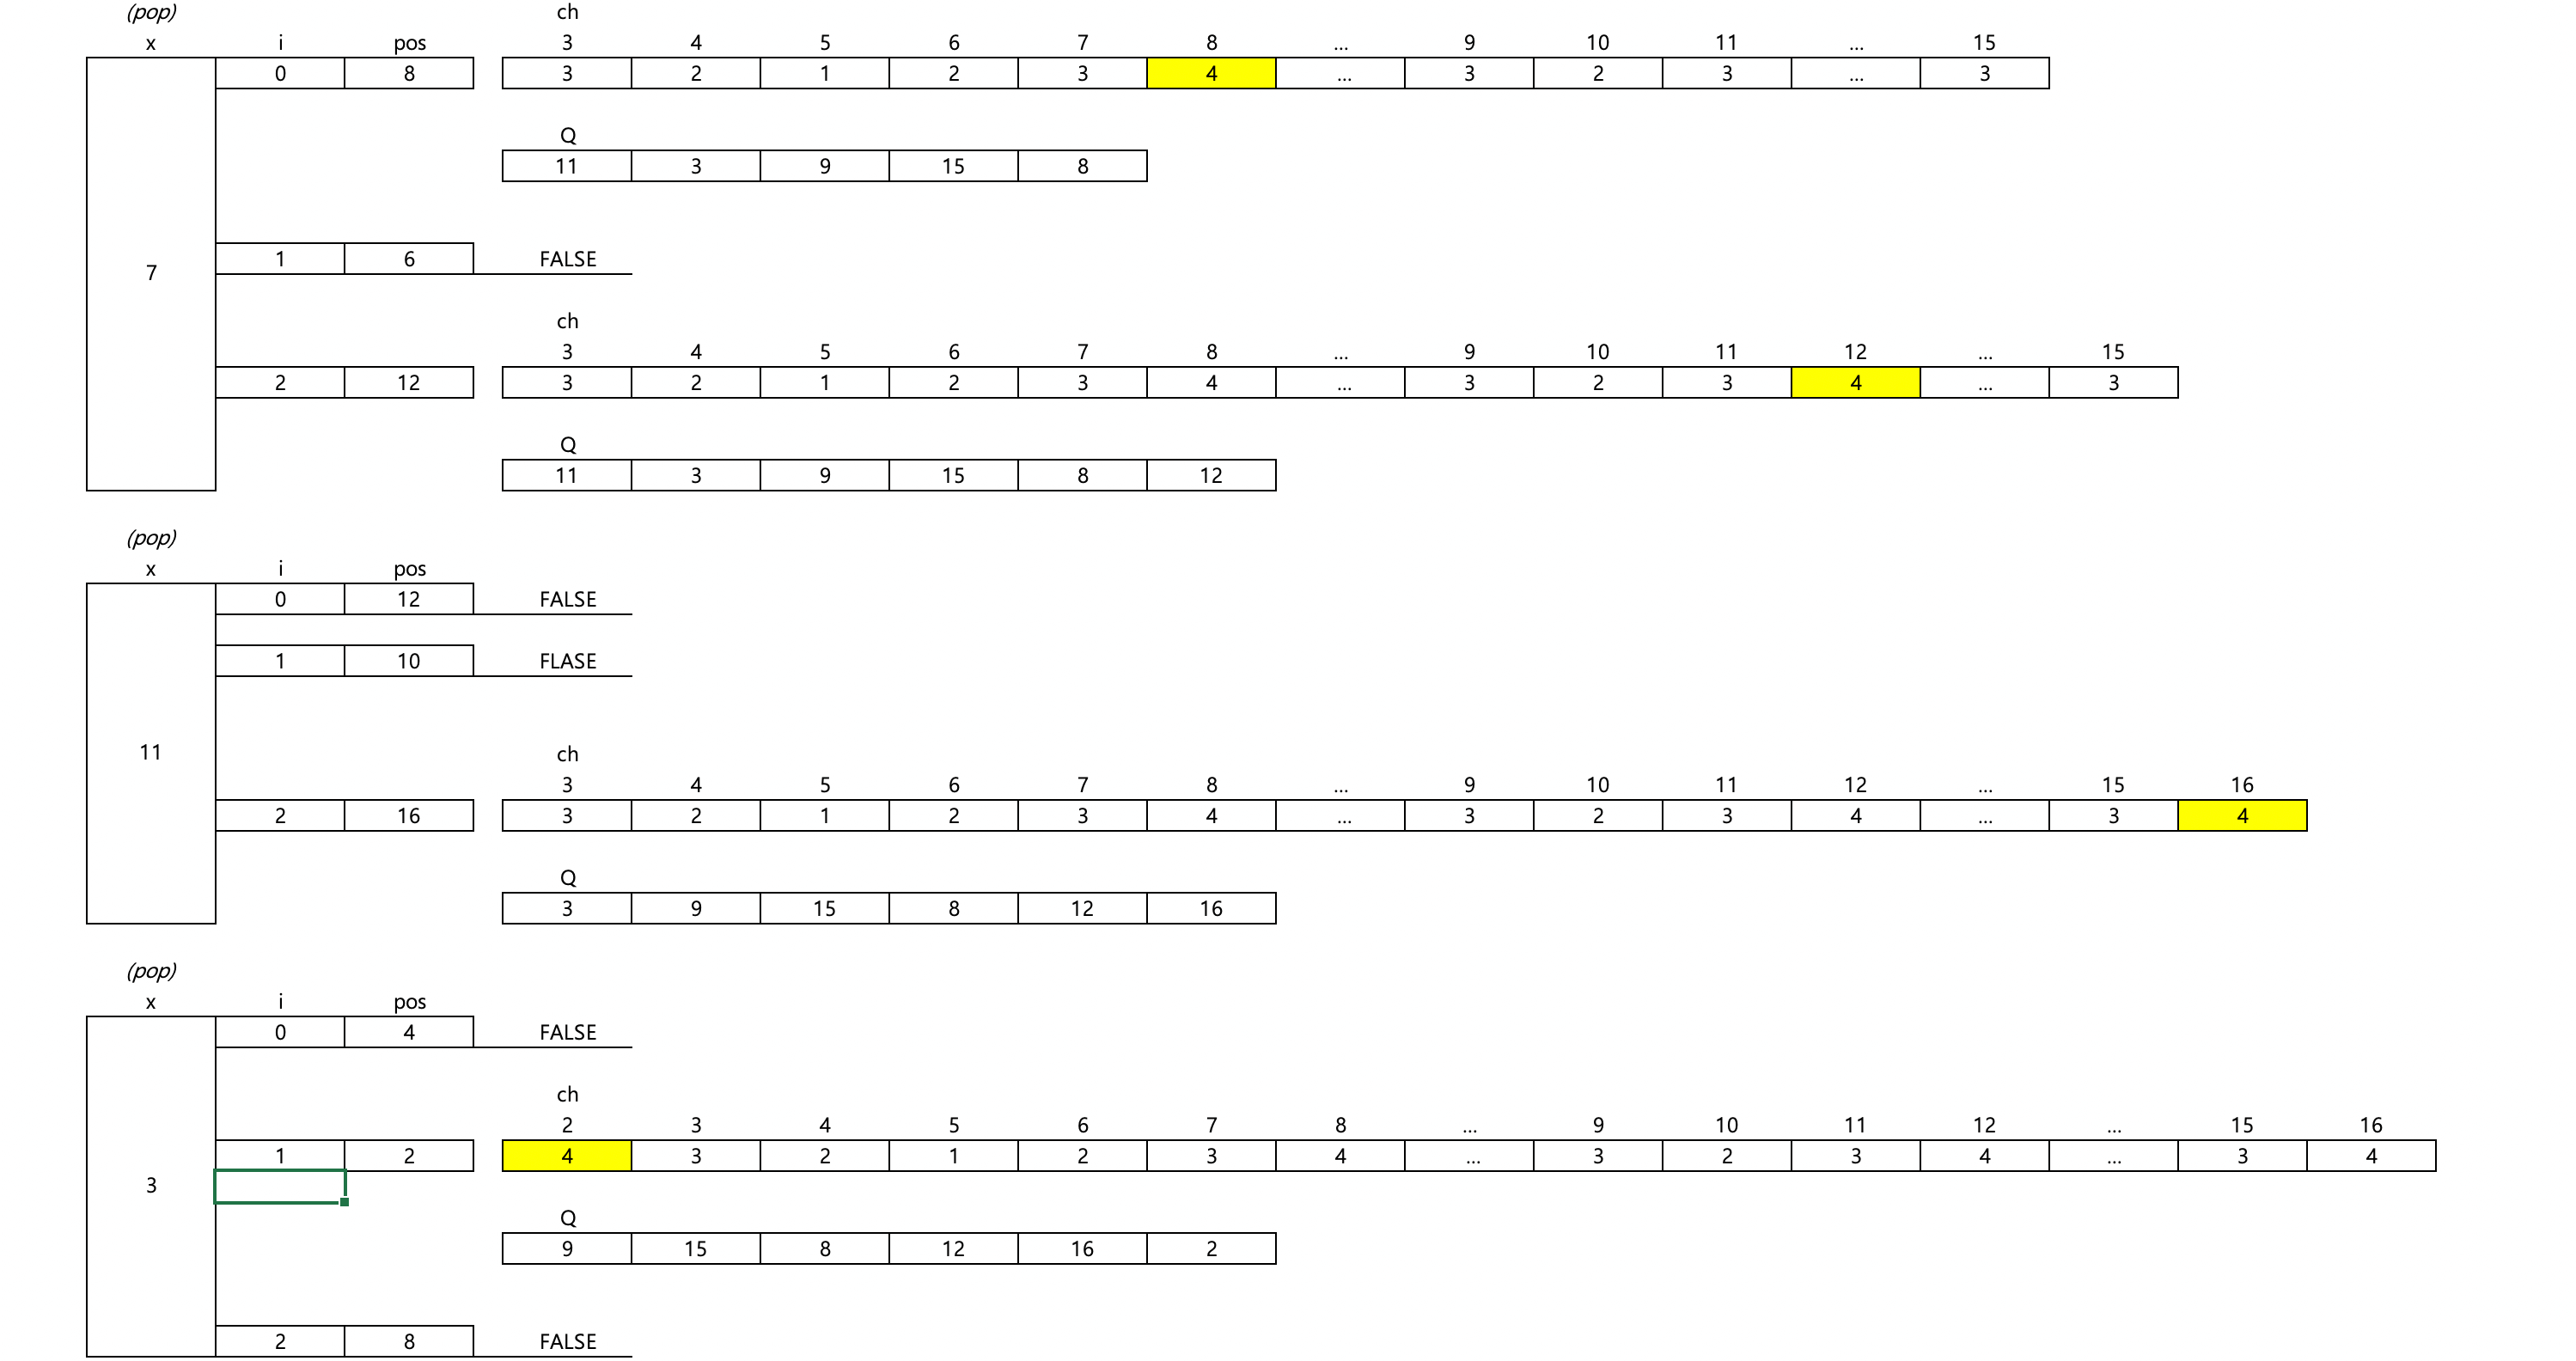 (pop) ch
x i pos 3 4 5 6 7 8 ... 9 10 11 ... 15
0 8 3 2 1 2 3 4 ... 3 2 3 ... 3
Q
11 3 9 15 8
1 6 FALSE
7
ch
3 4 5 6 7 8 ... 9 10 11 12 ... 15
2 12 3 2 1 2 3 4 ... 3 2 3 4 ... 3
Q
11 3 9 15 8 12
(pop)
x i pos
0 12 FALSE
1 10 FLASE
11
ch
3 4 5 6 7 8 ... 9 10 11 12 ... 15 16
2 16 3 2 1 2 3 4 ... 3 2 3 4 ... 3 4
Q
3 9 15 8 12 16
(pop)
x i pos
0 4 FALSE
ch
2 3 4 5 6 7 8 ... 9 10 11 12 ... 15 16
1 2 4 3 2 1 2 3 4 ... 3 2 3 4 ... 3 4
3
Q
9 15 8 12 16 2
2 8 FALSE